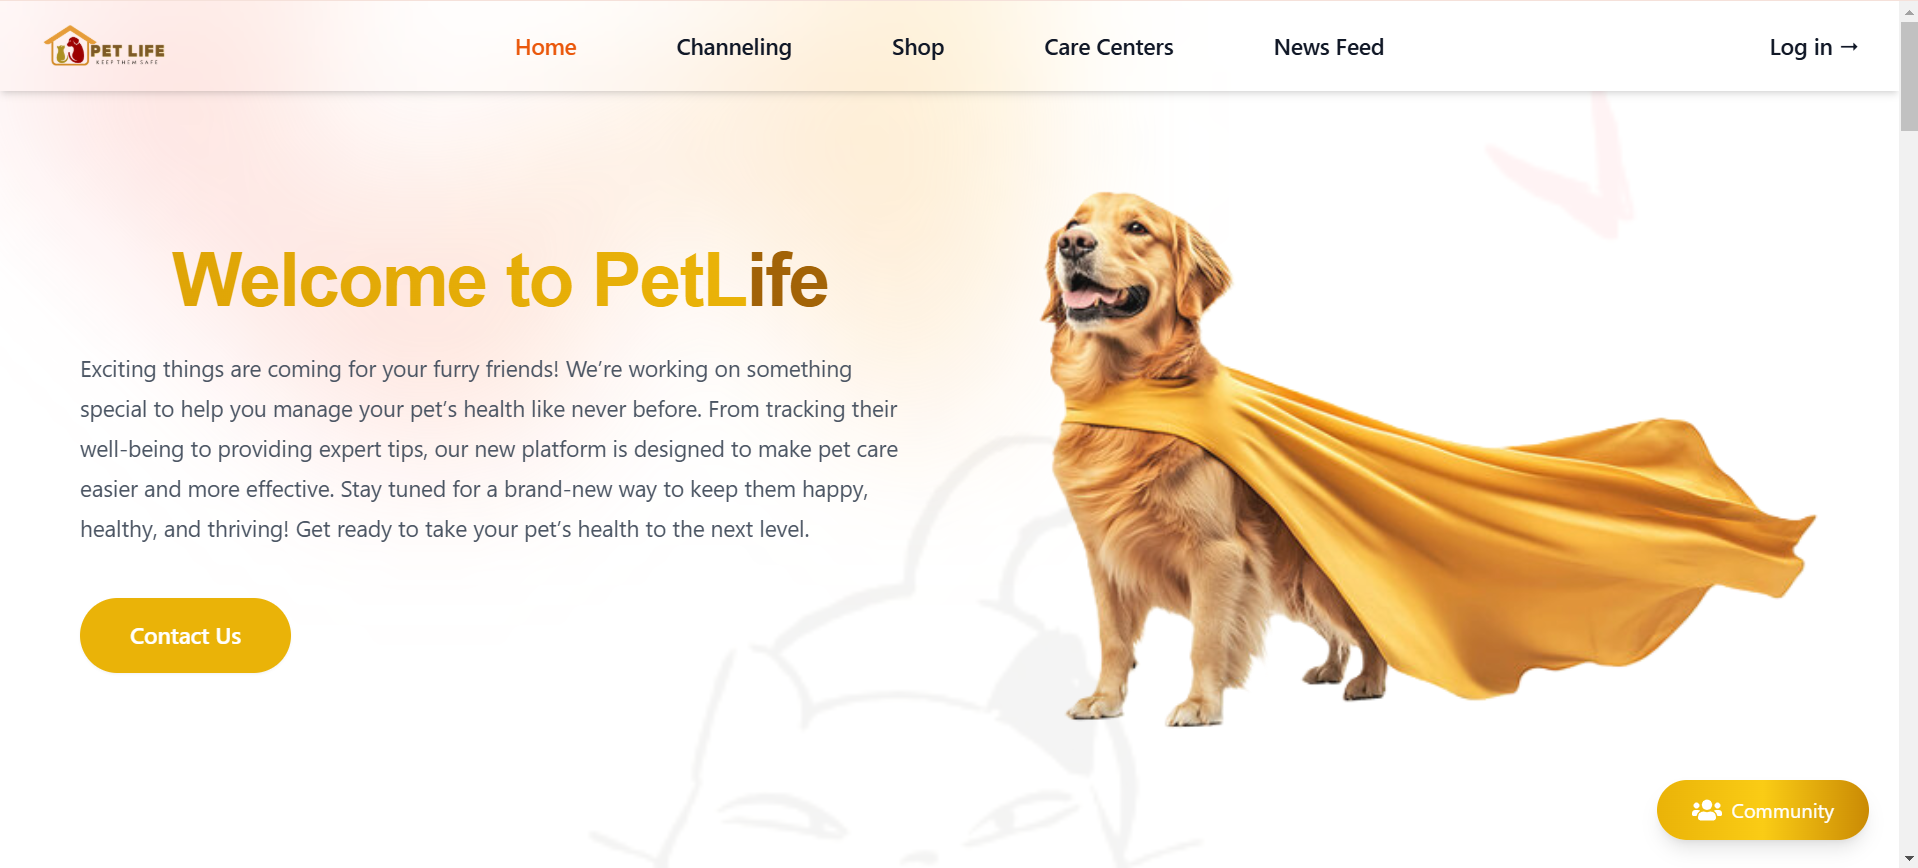 PET LIFE
KEEP THEM SAFE
Home
Channeling
Shop
Care Centers
News Feed
Log in →
Welcome to PetLife
Exciting things are coming for your furry friends! We’re working on something
special to help you manage your pet’s health like never before. From tracking their
well-being to providing expert tips, our new platform is designed to make pet care
easier and more effective. Stay tuned for a brand-new way to keep them happy,
healthy, and thriving! Get ready to take your pet’s health to the next level.
Contact Us
Community